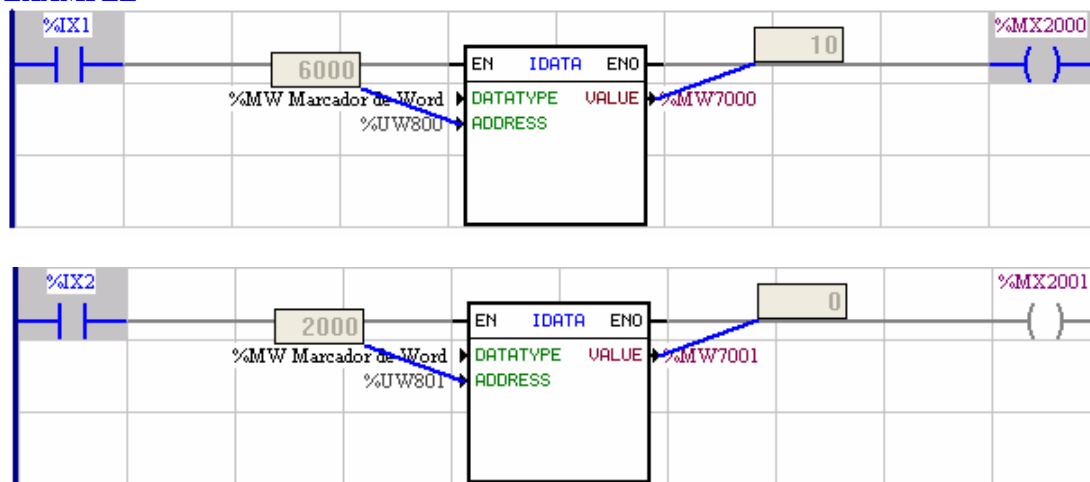 %IX1
%MX2000
10
6000
EN IDATA ENO
%MW Marcador de Word DATATYPE VALUE %MW7000
%UW800 ADDRESS
%IX2
%MX2001
0
2000
EN IDATA ENO
%MW Marcador de Word DATATYPE VALUE %MW7001
%UW801 ADDRESS